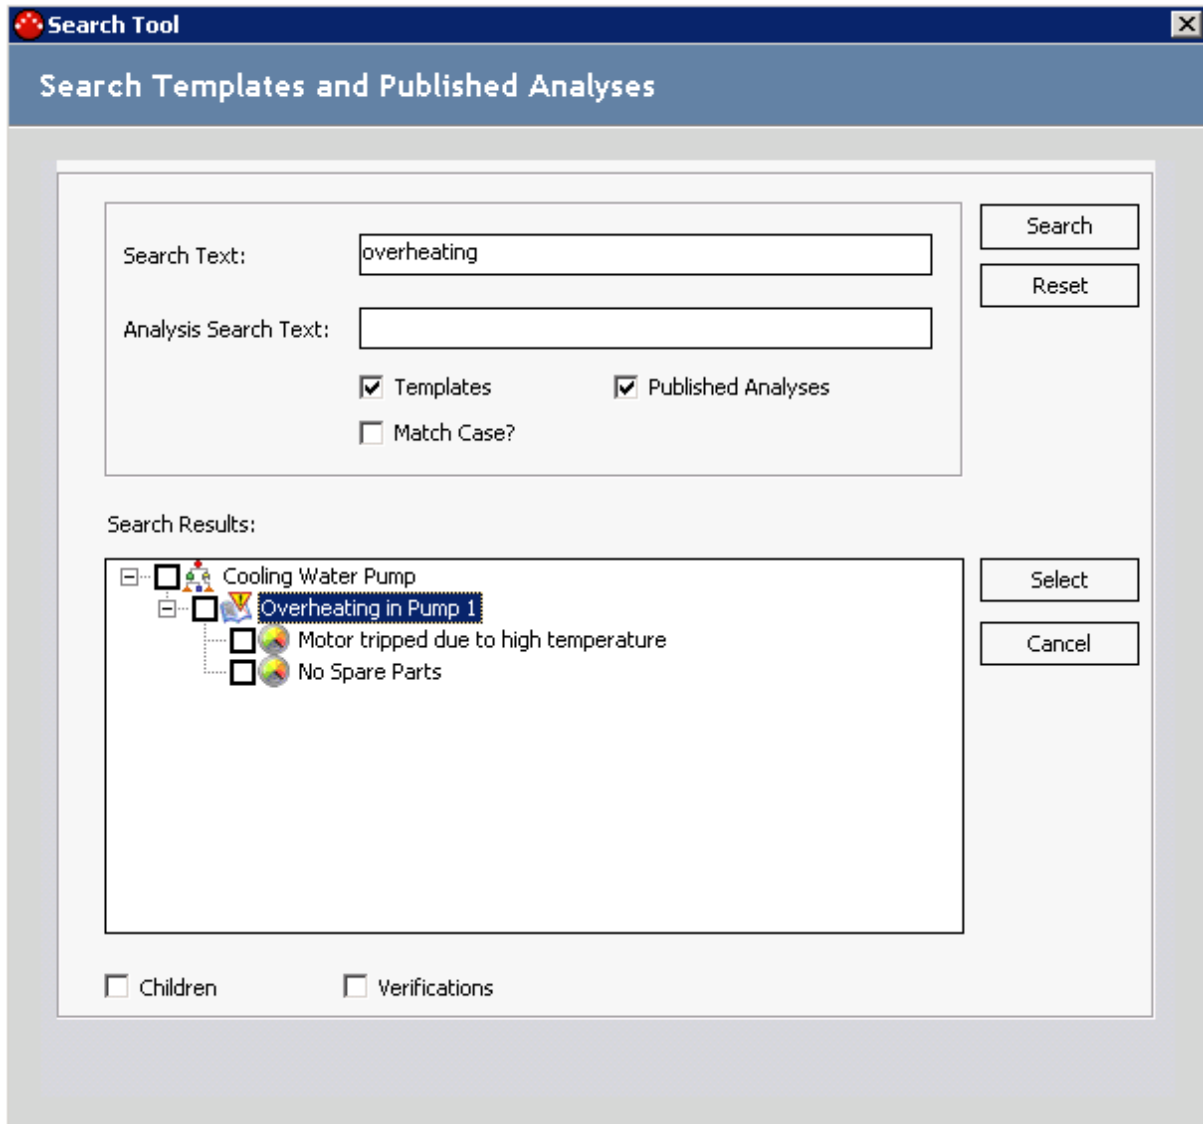 Search Tool
Search Templates and Published Analyses
Search Text: overheating
Search
Reset
Analysis Search Text:
Templates Published Analyses
Match Case?
Search Results:
Cooling Water Pump
Overheating in Pump 1
Motor tripped due to high temperature
No Spare Parts
Select
Cancel
Children Verifications